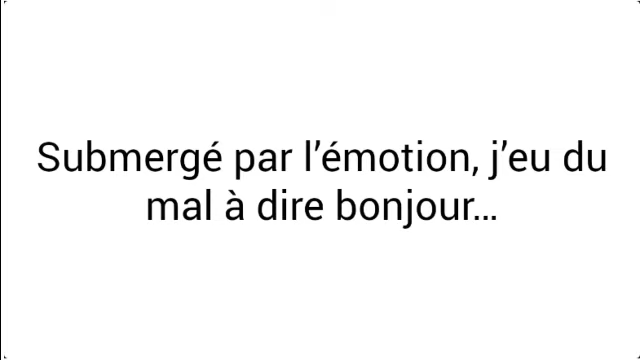 Submergé par l’émotion, j’eu du
mal à dire bonjour…